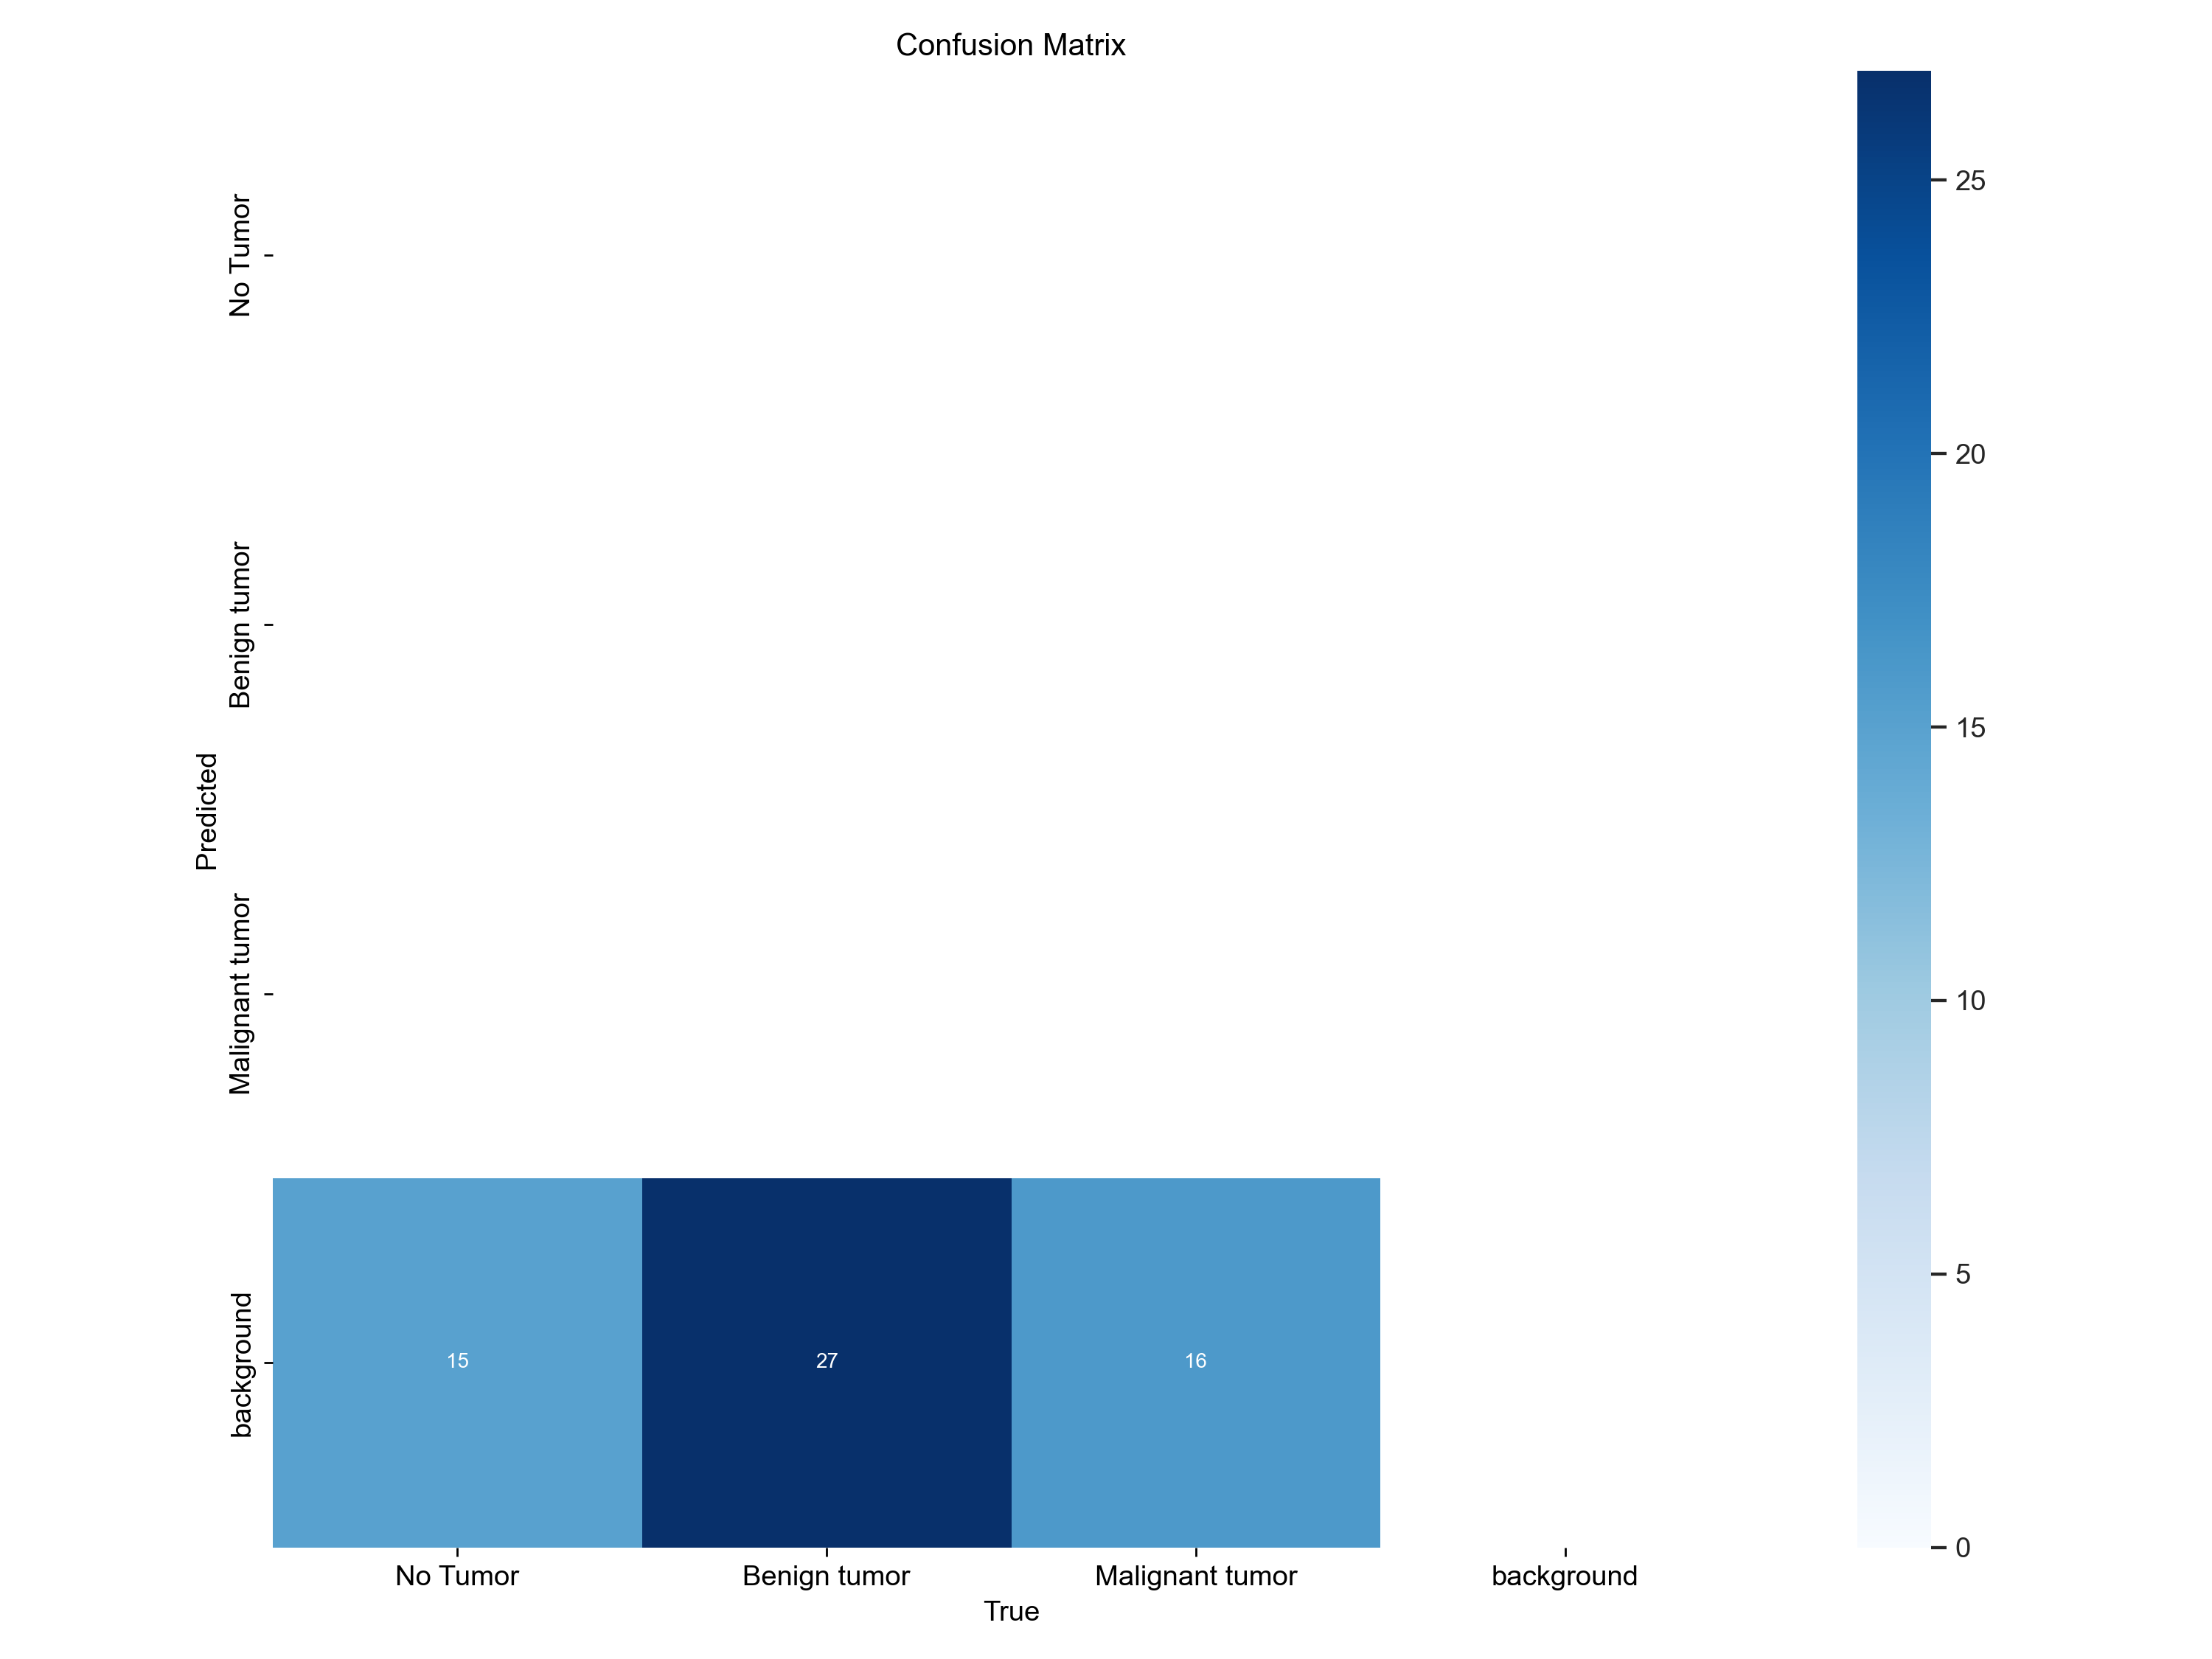 Confusion Matrix
Predicted
No Tumor
Benign tumor
Malignant tumor
background
15
27
16
No Tumor
Benign tumor
Malignant tumor
background
True
25
20
15
10
5
0